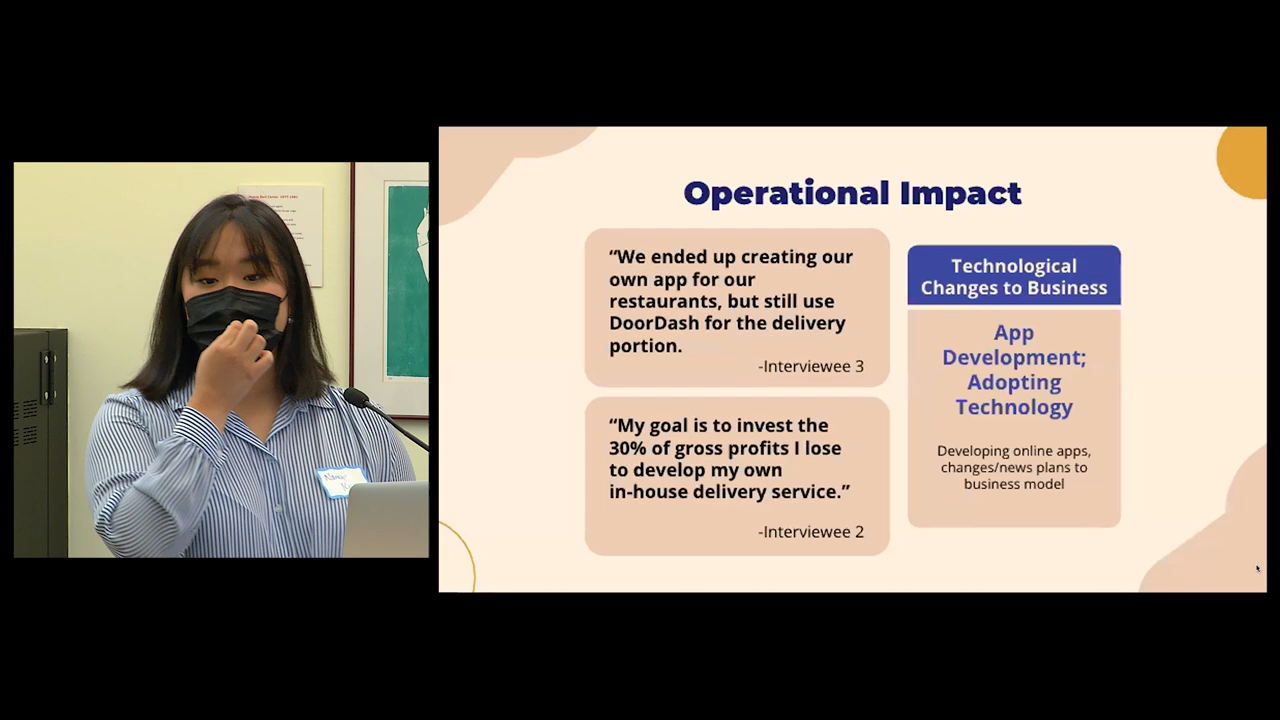 Operational Impact
“We ended up creating our
own app for our
restaurants, but still use
DoorDash for the delivery
portion.
-Interviewee 3
“My goal is to invest the
30% of gross profits I lose
to develop my own
in-house delivery service.”
-Interviewee 2
Technological
Changes to Business
App
Development;
Adopting
Technology
Developing online apps,
changes/news plans to
business model